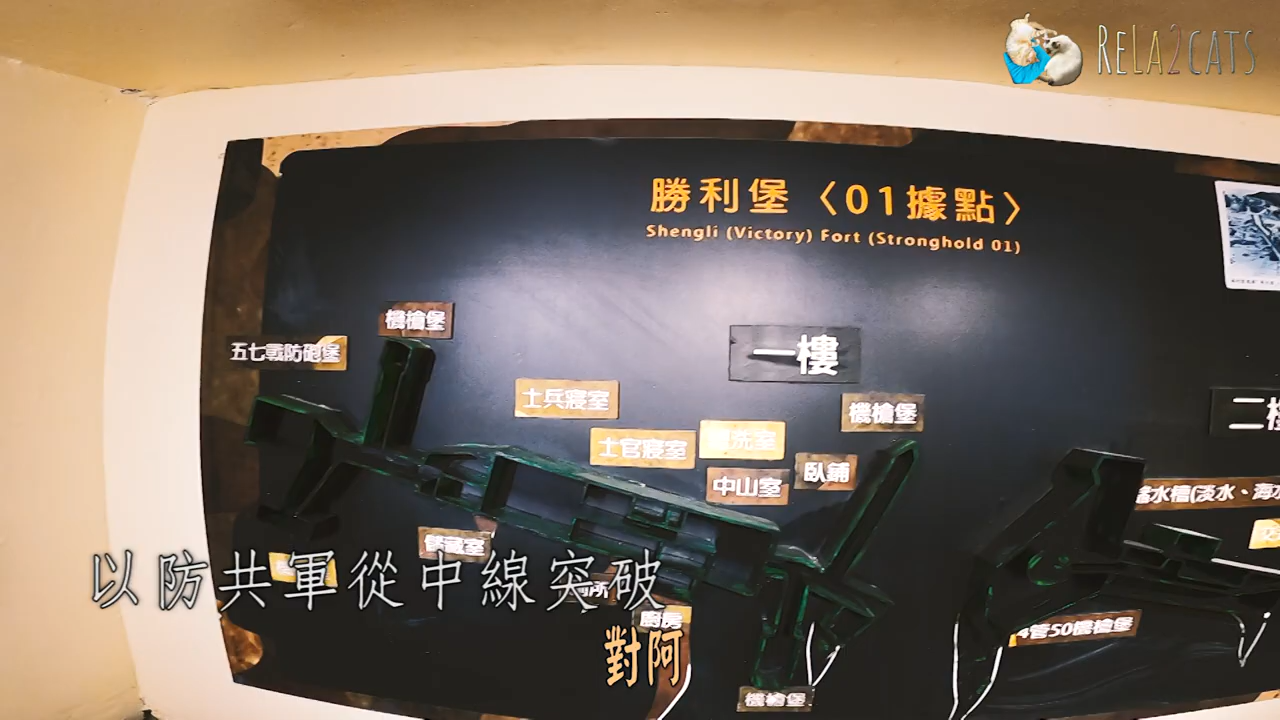 ReLa2cats
勝利堡〈01據點〉
Shengli (Victory) Fort (Stronghold 01)
機槍堡
五七戰防砲堡
一樓
士兵寢室
機槍堡
士官寢室
盥洗室
中山室
臥鋪
儲藏室
廚房
機槍堡
水槽(淡水、海水
4管50機槍堡
以防共軍從中線突破
對阿